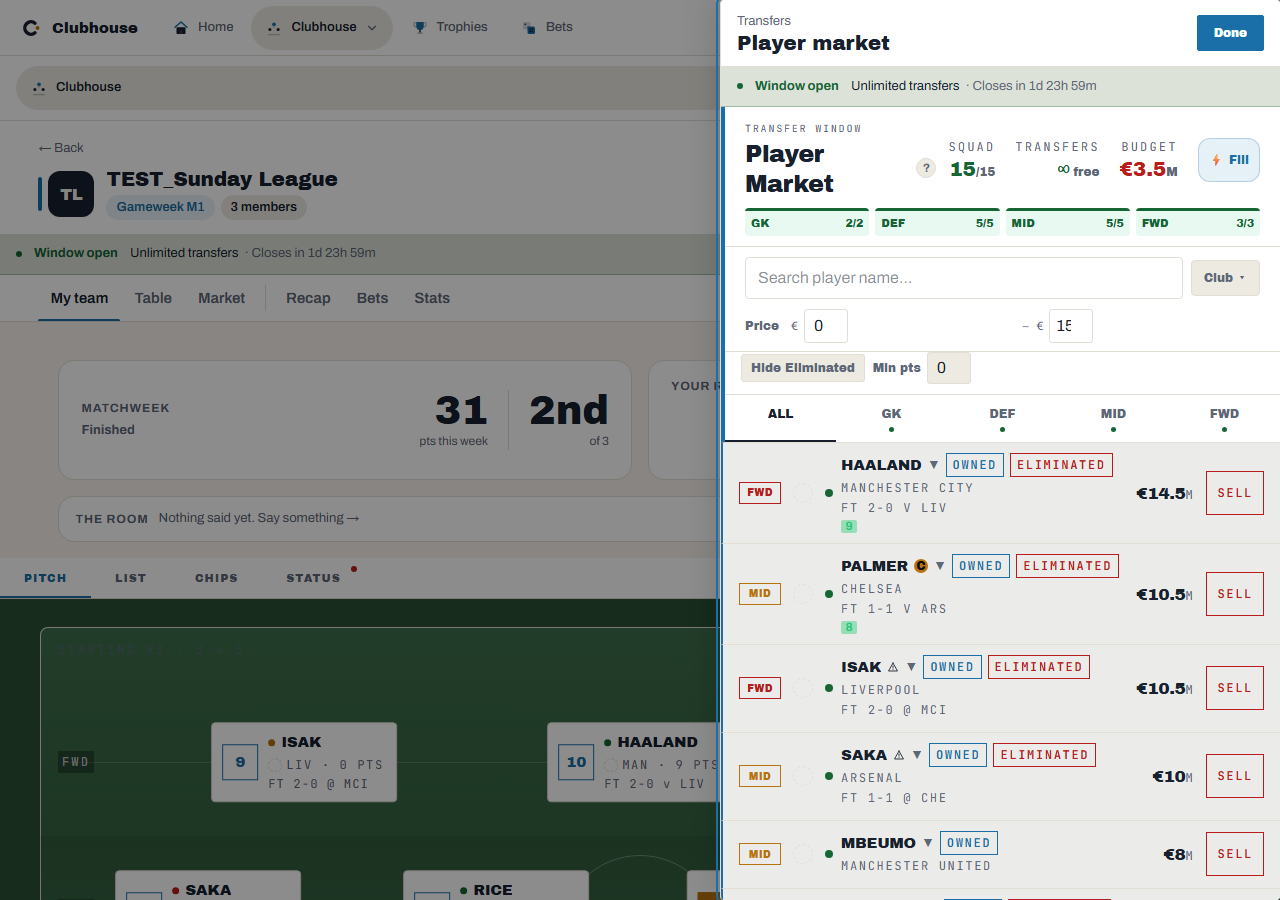 Clubhouse
Home
Clubhouse
Trophies
Bets
Clubhouse
← Back
TL
TEST_Sunday League
Gameweek M1
3 members
Window open Unlimited transfers · Closes in 1d 23h 59m
My team
Table
Market
Recap
Bets
Stats
MATCHWEEK
Finished
31
pts this week
2nd
of 3
YOUR
THE ROOM Nothing said yet. Say something →
PITCH
LIST
CHIPS
STATUS
FWD
9
ISAK
LIV · 0 PTS
FT 2-0 @ MCI
10
HAALAND
MAN · 9 PTS
FT 2-0 v LIV
SAKA
RICE
Transfers
Player market
Done
Window open Unlimited transfers · Closes in 1d 23h 59m
TRANSFER WINDOW
Player Market
?
SQUAD
15/15
TRANSFERS
∞ free
BUDGET
€3.5M
Fill
GK 2/2
DEF 5/5
MID 5/5
FWD 3/3
Search player name...
Club
Price € 0
– € 15
Hide Eliminated
Min pts 0
ALL
GK
DEF
MID
FWD
FWD
HAALAND ▼ OWNED ELIMINATED
MANCHESTER CITY
FT 2-0 V LIV
9
€14.5M
SELL
MID
PALMER C ▼ OWNED ELIMINATED
CHELSEA
FT 1-1 V ARS
8
€10.5M
SELL
FWD
ISAK ⚠ ▼ OWNED ELIMINATED
LIVERPOOL
FT 2-0 @ MCI
€10.5M
SELL
MID
SAKA ⚠ ▼ OWNED ELIMINATED
ARSENAL
FT 1-1 @ CHE
€10M
SELL
MID
MBEUMO ▼ OWNED
MANCHESTER UNITED
€8M
SELL